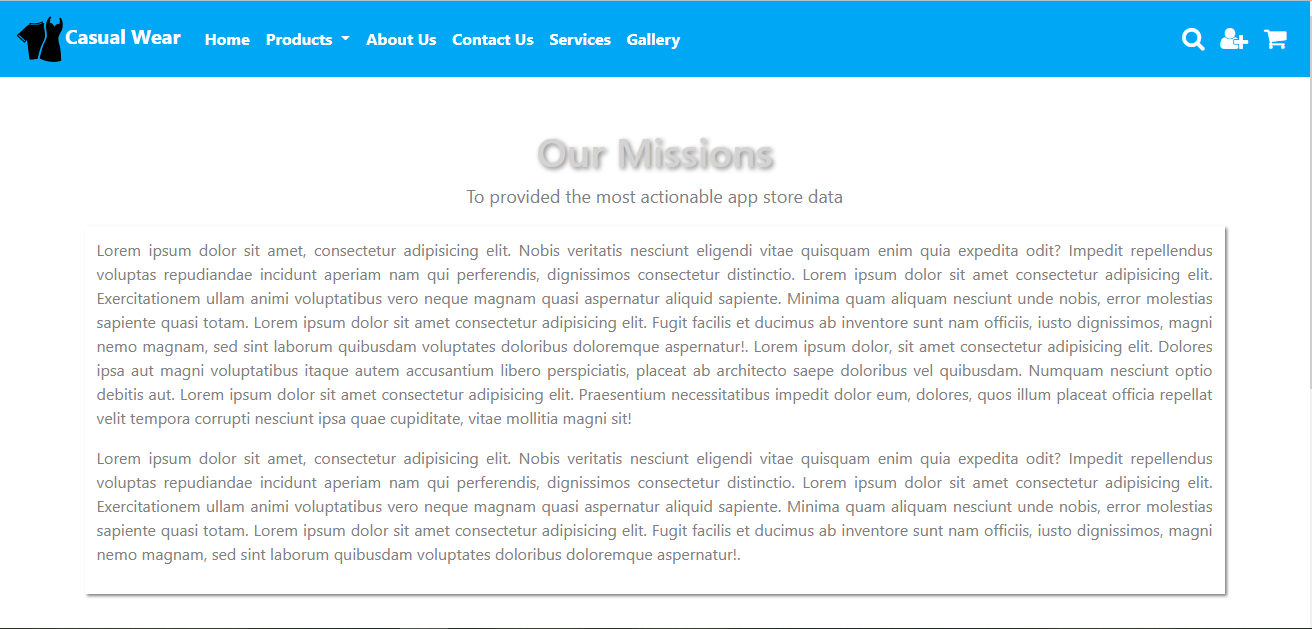 Casual Wear Home Products About Us Contact Us Services Gallery
Our Missions
To provided the most actionable app store data
Lorem ipsum dolor sit amet, consectetur adipisicing elit. Nobis veritatis nesciunt eligendi vitae quisquam enim quia expedita odit? Impedit repellendus
voluptas repudiandae incidunt aperiam nam qui perferendis, dignissimos consectetur distinctio. Lorem ipsum dolor sit amet consectetur adipisicing elit.
Exercitationem ullam animi voluptatibus vero neque magnam quasi aspernatur aliquid sapiente. Minima quam aliquam nesciunt unde nobis, error molestias
sapiente quasi totam. Lorem ipsum dolor sit amet consectetur adipisicing elit. Fugit facilis et ducimus ab inventore sunt nam officiis, iusto dignissimos, magni
nemo magnam, sed sint laborum quibusdam voluptates doloribus doloremque aspernatur!. Lorem ipsum dolor, sit amet consectetur adipisicing elit. Dolores
ipsa aut magni voluptatibus itaque autem accusantium libero perspiciatis, placeat ab architecto saepe doloribus vel quibusdam. Numquam nesciunt optio
debitis aut. Lorem ipsum dolor sit amet consectetur adipisicing elit. Praesentium necessitatibus impedit dolor eum, dolores, quos illum placeat officia repellat
velit tempora corrupti nesciunt ipsa quae cupiditate, vitae mollitia magni sit!
Lorem ipsum dolor sit amet, consectetur adipisicing elit. Nobis veritatis nesciunt eligendi vitae quisquam enim quia expedita odit? Impedit repellendus
voluptas repudiandae incidunt aperiam nam qui perferendis, dignissimos consectetur distinctio. Lorem ipsum dolor sit amet consectetur adipisicing elit.
Exercitationem ullam animi voluptatibus vero neque magnam quasi aspernatur aliquid sapiente. Minima quam aliquam nesciunt unde nobis, error molestias
sapiente quasi totam. Lorem ipsum dolor sit amet consectetur adipisicing elit. Fugit facilis et ducimus ab inventore sunt nam officiis, iusto dignissimos, magni
nemo magnam, sed sint laborum quibusdam voluptates doloribus doloremque aspernatur!.